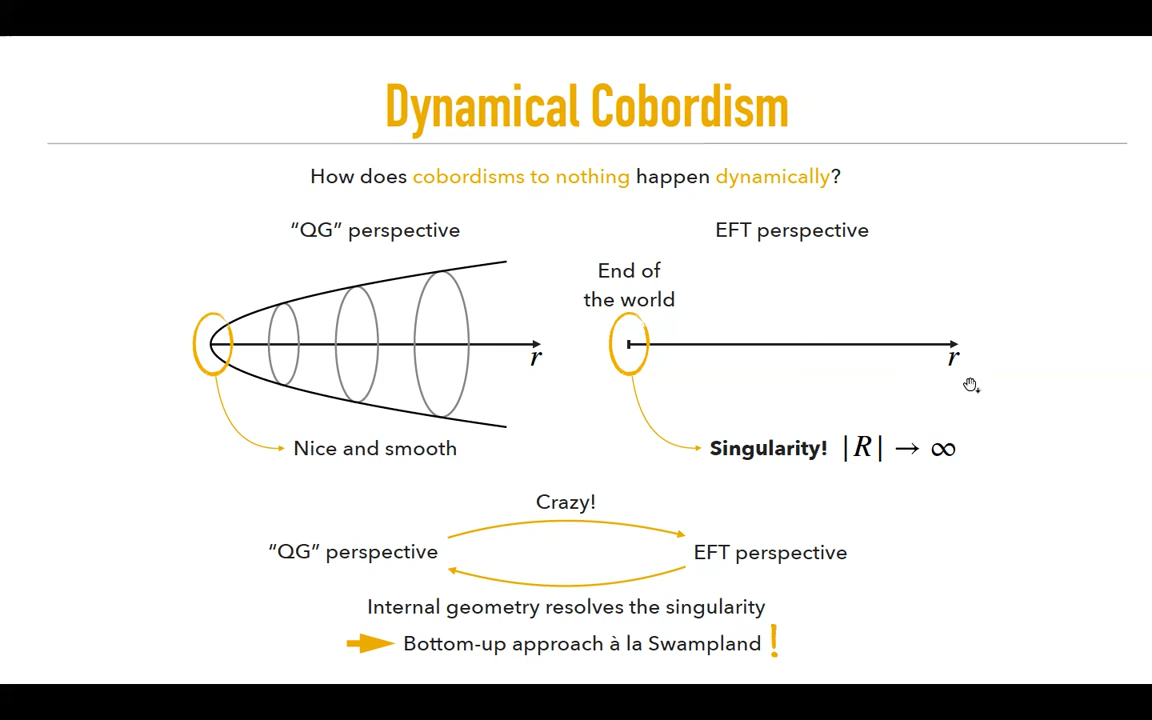 Dynamical Cobordism
How does cobordisms to nothing happen dynamically?
“QG” perspective
EFT perspective
End of
the world
r
r
Nice and smooth
Singularity! |R| → ∞
Crazy!
“QG” perspective
EFT perspective
Internal geometry resolves the singularity
Bottom-up approach à la Swampland !